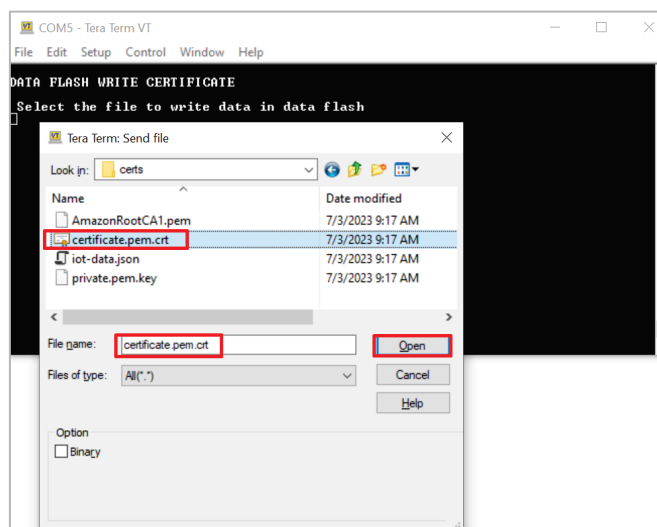 COM5 - Tera Term VT
File Edit Setup Control Window Help
DATA FLASH WRITE CERTIFICATE
Select the file to write data in data flash
Tera Term: Send file
Look in: certs
Name Date modified
AmazonRootCA1.pem 7/3/2023 9:17 AM
certificate.pem.crt 7/3/2023 9:17 AM
iot-data.json 7/3/2023 9:17 AM
private.pem.key 7/3/2023 9:17 AM
File name: certificate.pem.crt Open
Files of type: All(*.*) Cancel
Help
Option
Binary